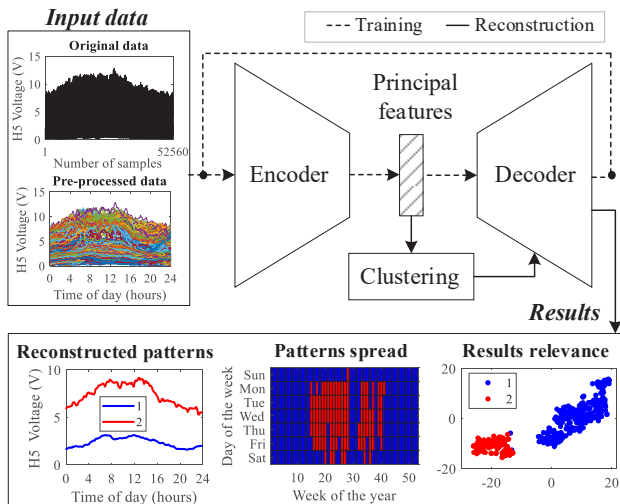 Input data
Training
Reconstruction
Original data
H5 Voltage (V)
15
10
5
0
1
52560
Number of samples
Pre-processed data
H5 Voltage (V)
15
10
5
0
0 4 8 12 16 20 24
Time of day (hours)
Encoder
Principal
features
Decoder
Clustering
Results
Reconstructed patterns
H5 Voltage (V)
10
5
0
1
2
0 4 8 12 16 20 24
Time of day (hours)
Patterns spread
Day of the week
Sun
Mon
Tue
Wed
Thu
Fri
Sat
10 20 30 40 50
Week of the year
Results relevance
20
0
-20
1
2
-20 0 20